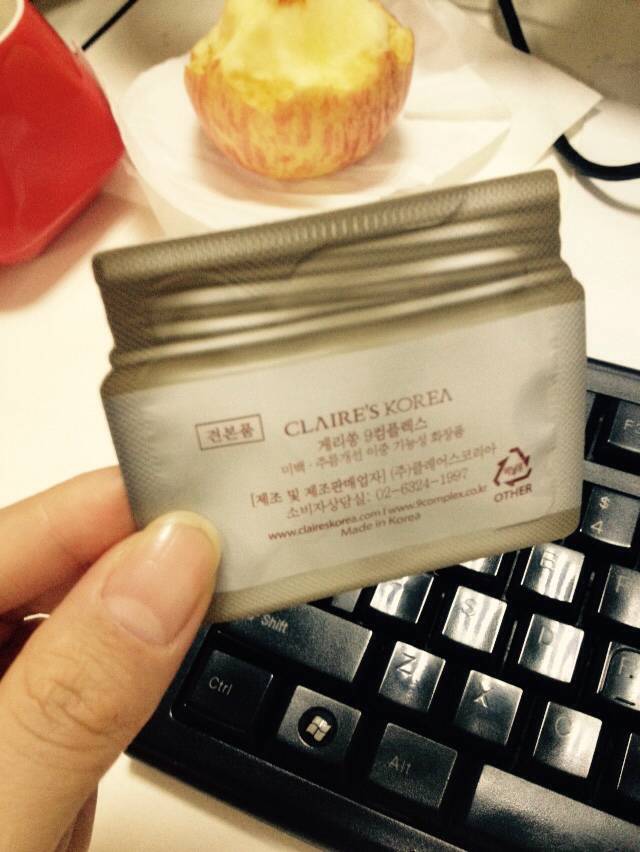 견본품
CLAIRE'S KOREA
게리쏭 9컴플렉스
미백·주름개선 이중 기능성 화장품
[제조 및 제조판매업자] (주)클레어스코리아
소비자상담실: 02-6324-1997
www.claireskorea.com | www.9complex.co.kr
Made in Korea
OTHER
$
4
Shift
Ctrl
Alt
Z
X
C
S
D
E